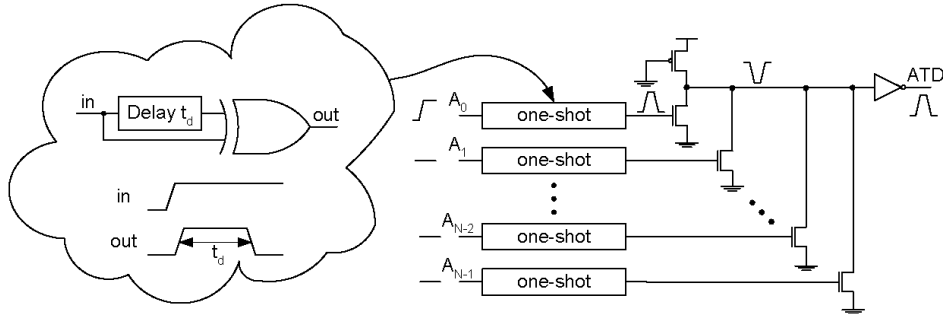 in
Delay t_d
out
in
out
t_d
A_0
one-shot
A_1
one-shot
A_N-2
one-shot
A_N-1
one-shot
ATD